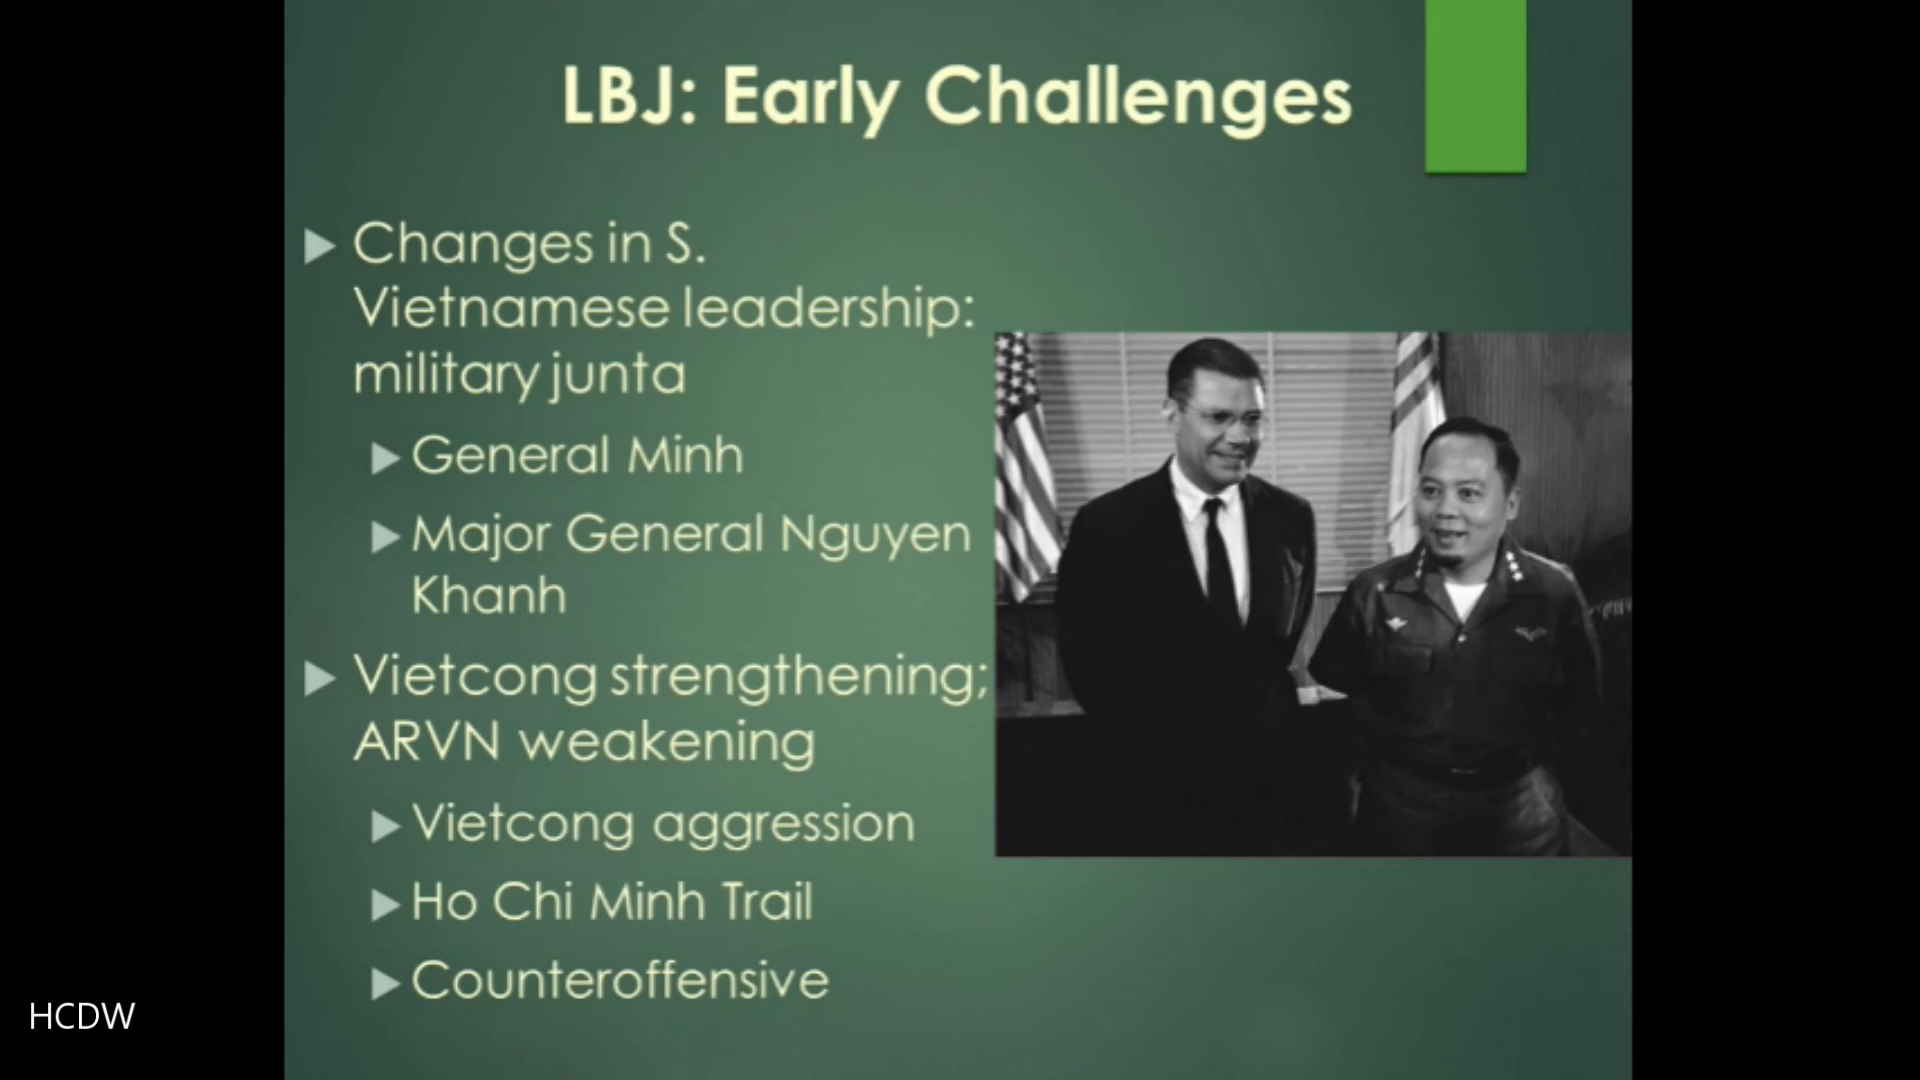 LBJ: Early Challenges
Changes in S.
Vietnamese leadership:
military junta
General Minh
Major General Nguyen
Khanh
Vietcong strengthening;
ARVN weakening
Vietcong aggression
Ho Chi Minh Trail
Counteroffensive
HCDW